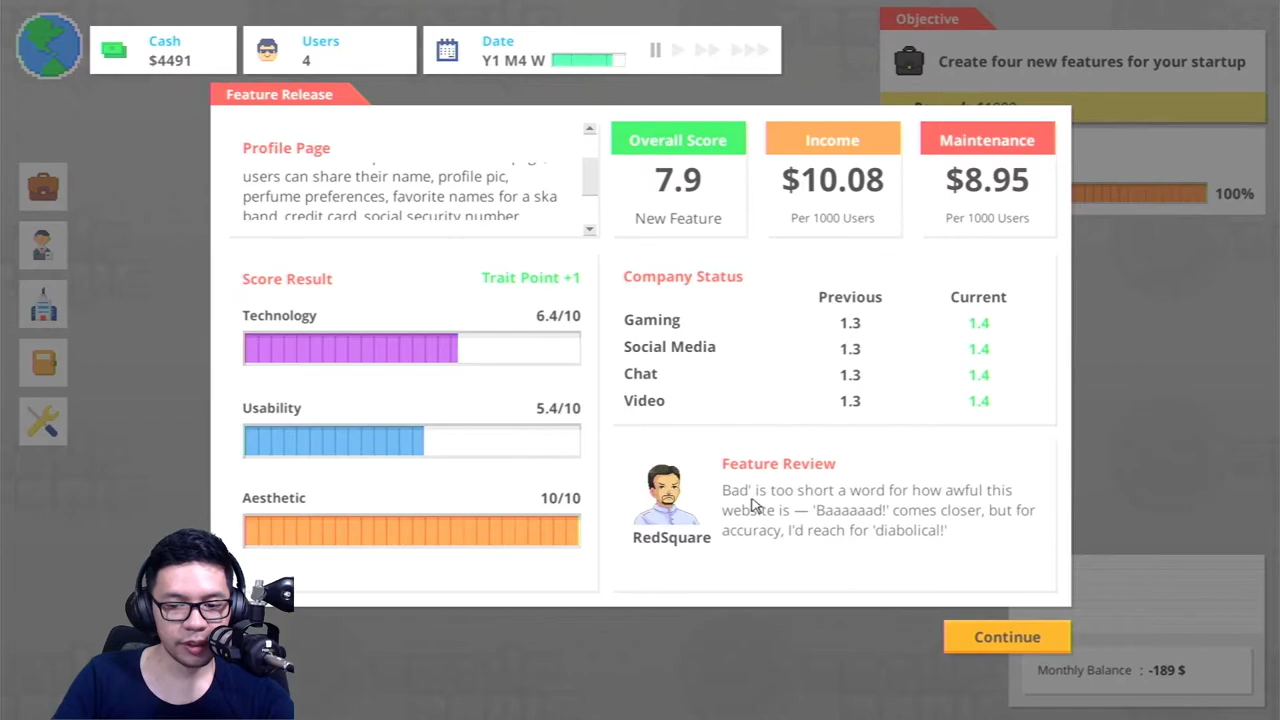 Cash
$4491
Users
4
Date
Y1 M4 W
Objective
Create four new features for your startup
100%
Feature Release
Profile Page
users can share their name, profile pic,
perfume preferences, favorite names for a ska
band, credit card, social security number
Overall Score
7.9
New Feature
Income
$10.08
Per 1000 Users
Maintenance
$8.95
Per 1000 Users
Score Result
Trait Point +1
Technology
6.4/10
Usability
5.4/10
Aesthetic
10/10
Company Status
Previous
Current
Gaming
1.3
1.4
Social Media
1.3
1.4
Chat
1.3
1.4
Video
1.3
1.4
Feature Review
Bad' is too short a word for how awful this
website is — 'Baaaaaad!' comes closer, but for
accuracy, I'd reach for 'diabolical!'
RedSquare
Continue
Monthly Balance : -189 $